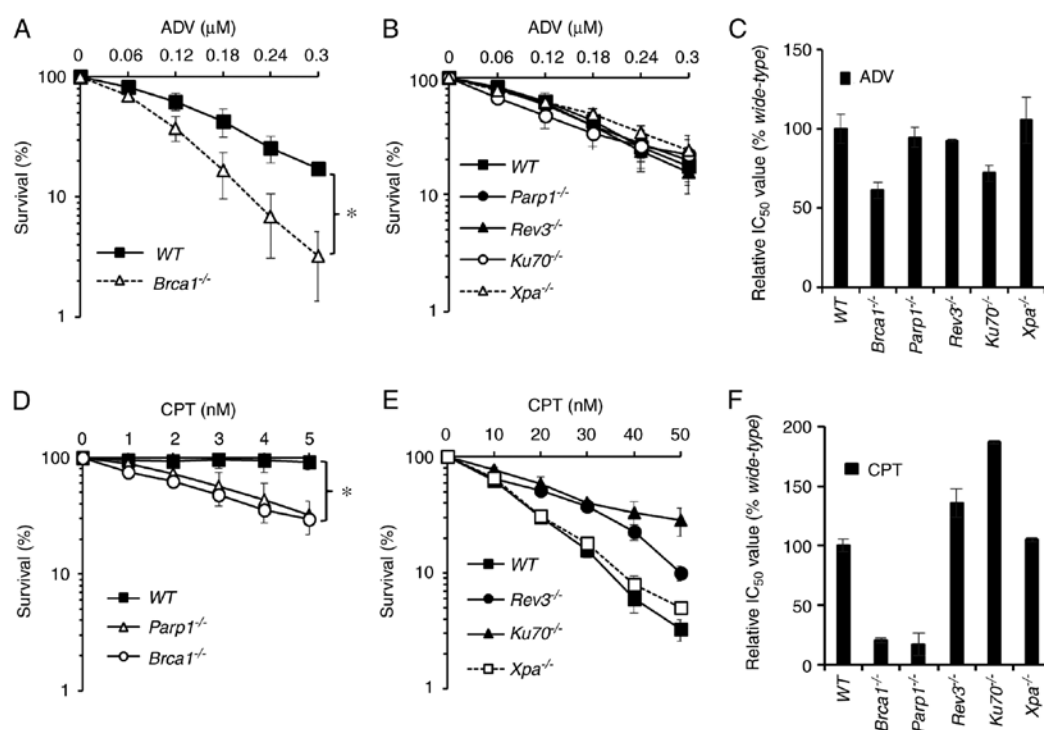 A
ADV (μM)
0 0.06 0.12 0.18 0.24 0.3
100
10
1
Survival (%)
WT
Brca1-/-
*
B
ADV (μM)
0 0.06 0.12 0.18 0.24 0.3
100
10
1
Survival (%)
WT
Parp1-/-
Rev3-/-
Ku70-/-
Xpa-/-
C
150
100
50
0
Relative IC50 value (% wide-type)
ADV
WT
Brca1-/-
Parp1-/-
Rev3-/-
Ku70-/-
Xpa-/-
D
CPT (nM)
0 1 2 3 4 5
100
10
1
Survival (%)
WT
Parp1-/-
Brca1-/-
*
E
CPT (nM)
0 10 20 30 40 50
100
10
1
Survival (%)
WT
Rev3-/-
Ku70-/-
Xpa-/-
F
200
150
100
50
0
Relative IC50 value (% wide-type)
CPT
WT
Brca1-/-
Parp1-/-
Rev3-/-
Ku70-/-
Xpa-/-